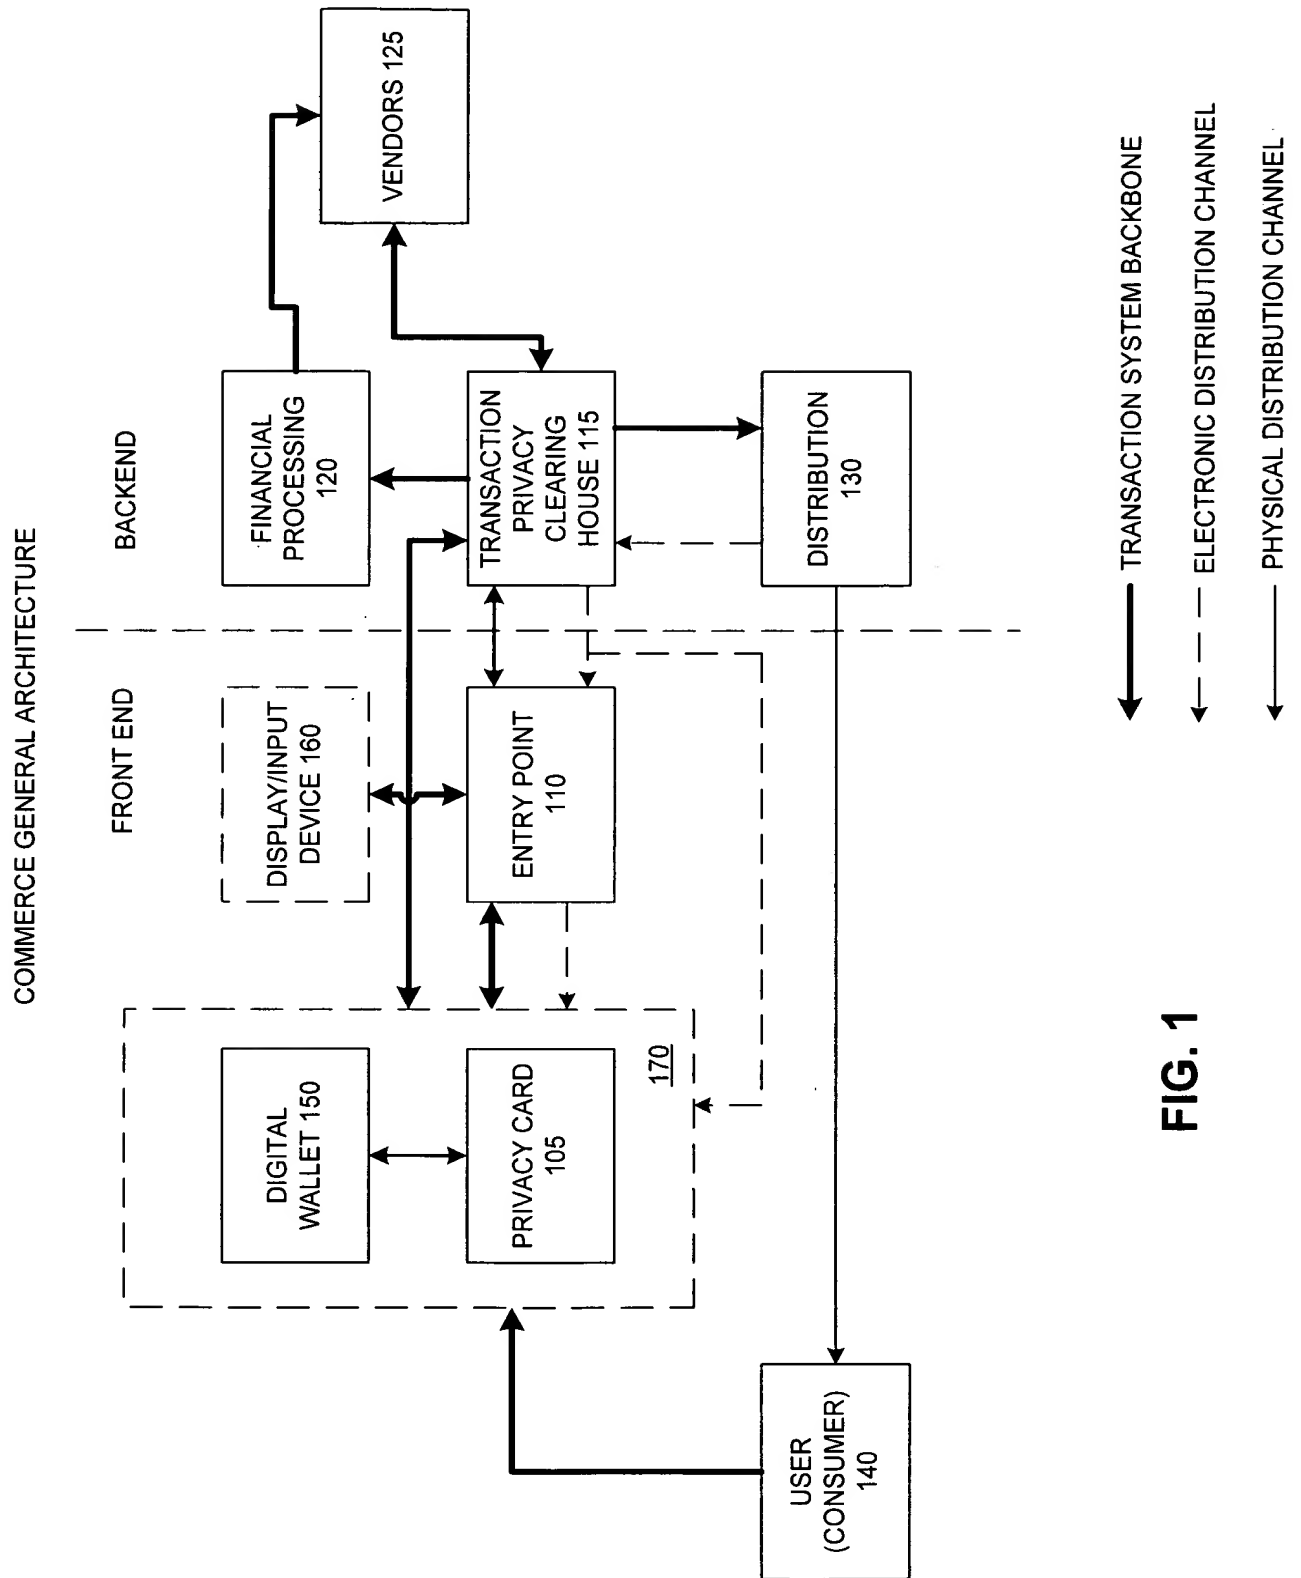 COMMERCE GENERAL ARCHITECTURE
FRONT END
BACKEND
DIGITAL
WALLET 150
DISPLAY/INPUT
DEVICE 160
FINANCIAL
PROCESSING
120
VENDORS 125
PRIVACY CARD
105
170
ENTRY POINT
110
TRANSACTION
PRIVACY
CLEARING
HOUSE 115
USER
(CONSUMER)
140
DISTRIBUTION
130
FIG. 1
TRANSACTION SYSTEM BACKBONE
ELECTRONIC DISTRIBUTION CHANNEL
PHYSICAL DISTRIBUTION CHANNEL